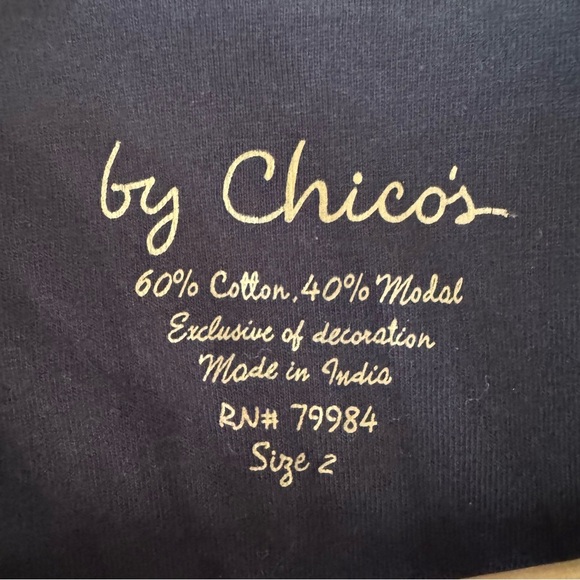 by Chico's
60% Cotton, 40% Modal
Exclusive of decoration
Made in India
RN# 79984
Size 2